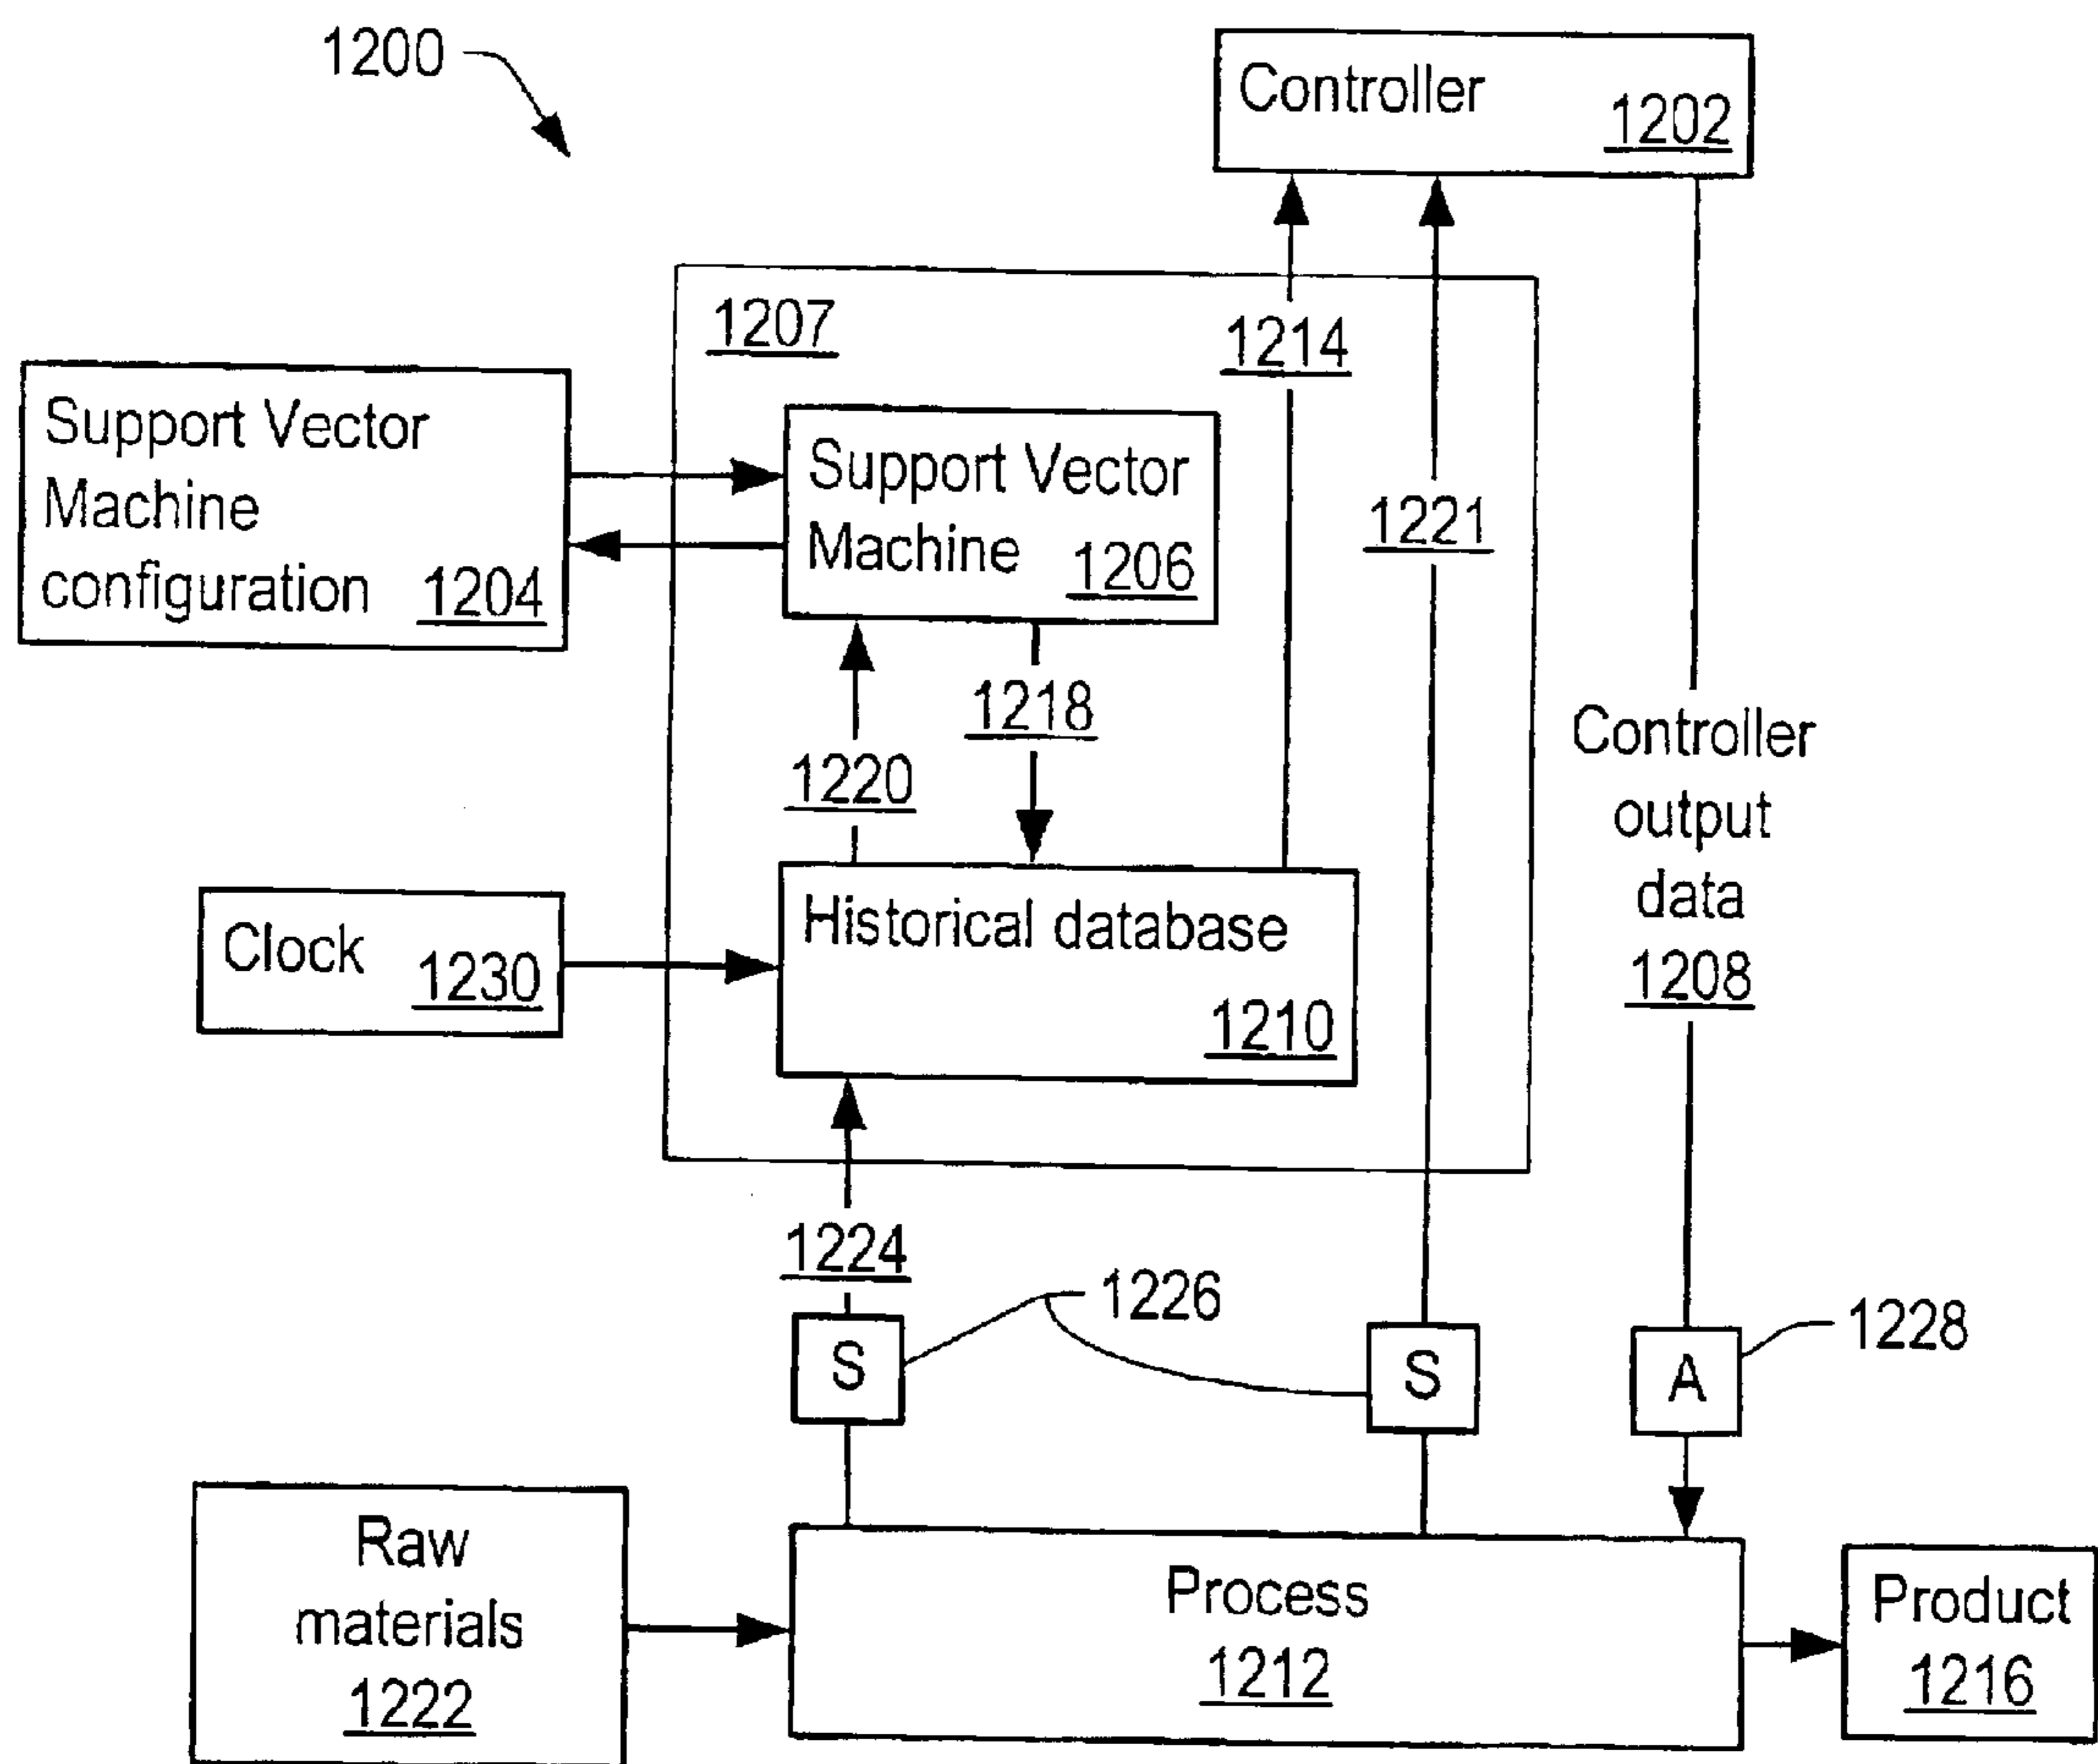 1200
Controller
1202
1207
1214
Support Vector
Machine
configuration 1204
Support Vector
Machine 1206
1221
1218
1220
Controller
output
data
1208
Clock 1230
Historical database
1210
1224
1226
1228
S
S
A
Raw
materials
1222
Process
1212
Product
1216